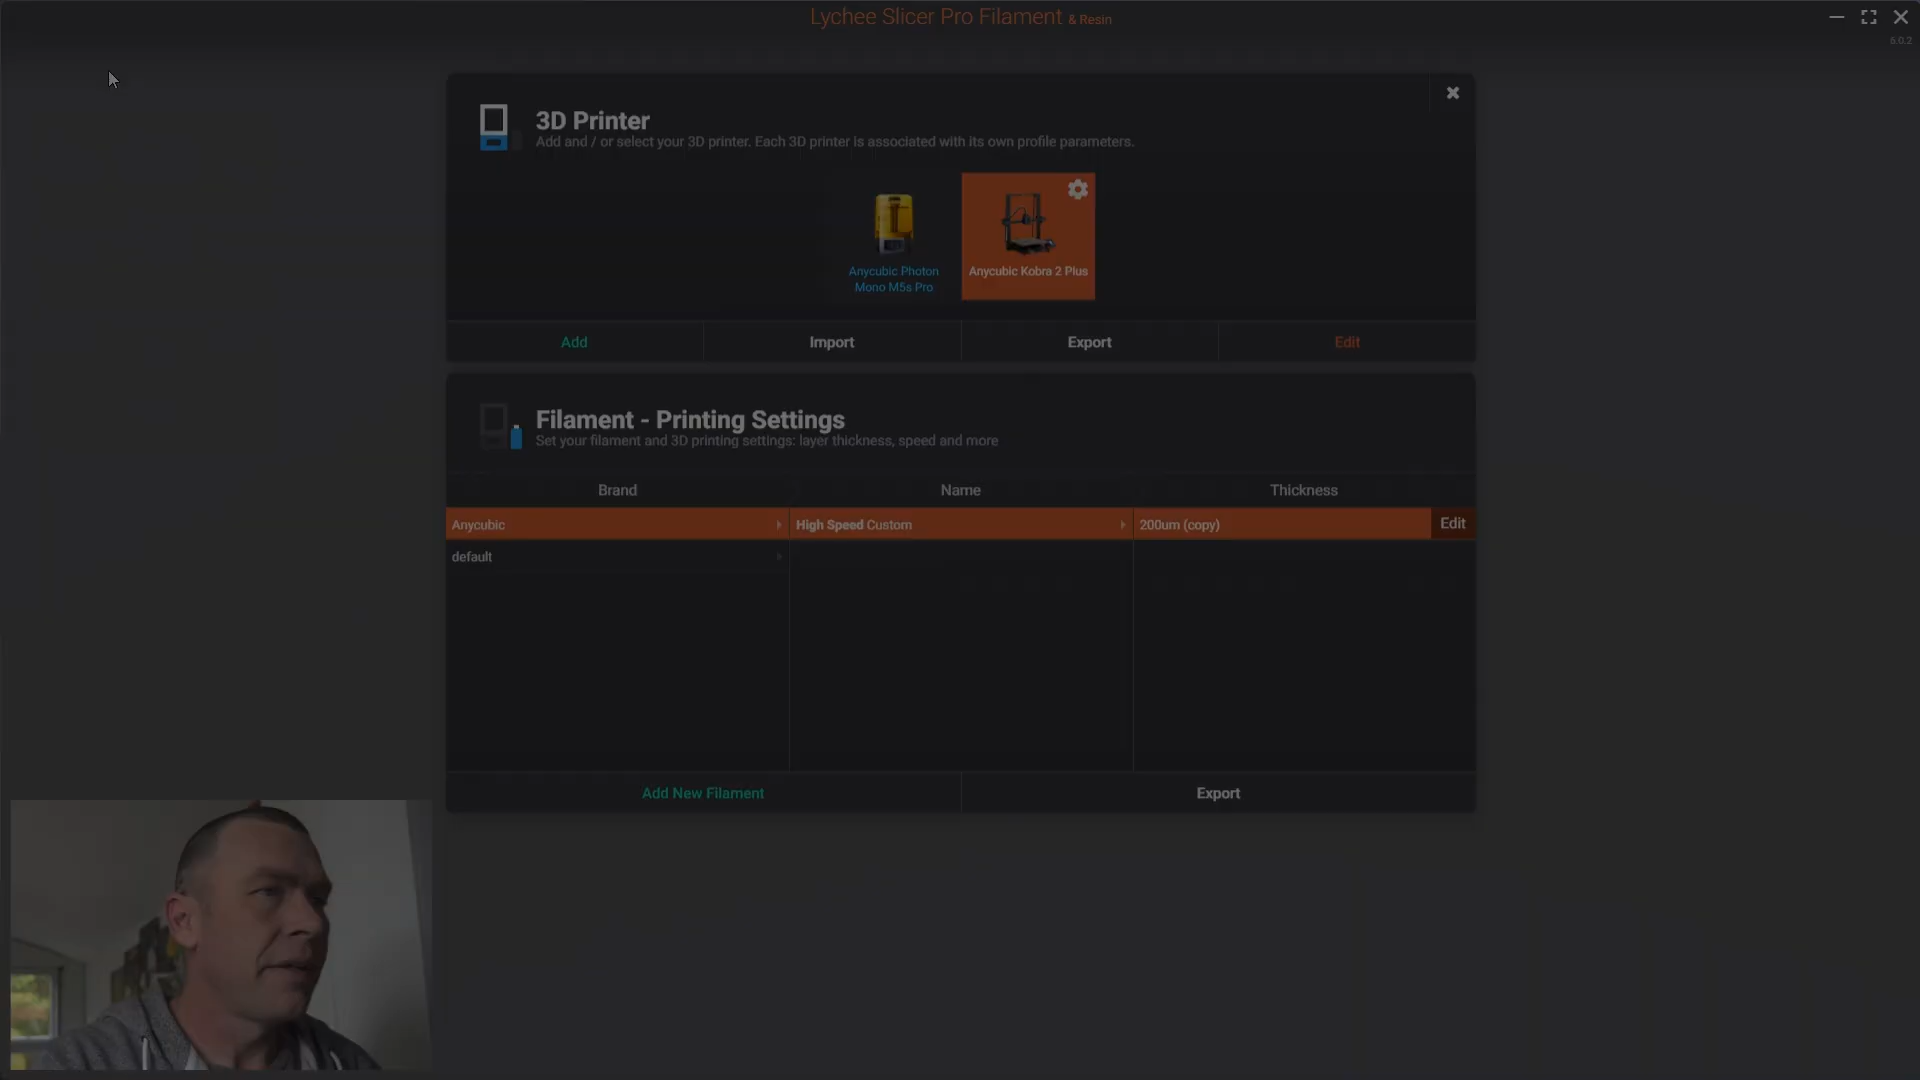 Lychee Slicer Pro Filament & Resin
6.0.2
3D Printer
Add and / or select your 3D printer. Each 3D printer is associated with its own profile parameters.
Anycubic Photon
Mono M5s Pro
Anycubic Kobra 2 Plus
Add
Import
Export
Edit
Filament - Printing Settings
Set your filament and 3D printing settings: layer thickness, speed and more
Brand
Name
Thickness
Anycubic
High Speed Custom
200um (copy)
Edit
default
Add New Filament
Export